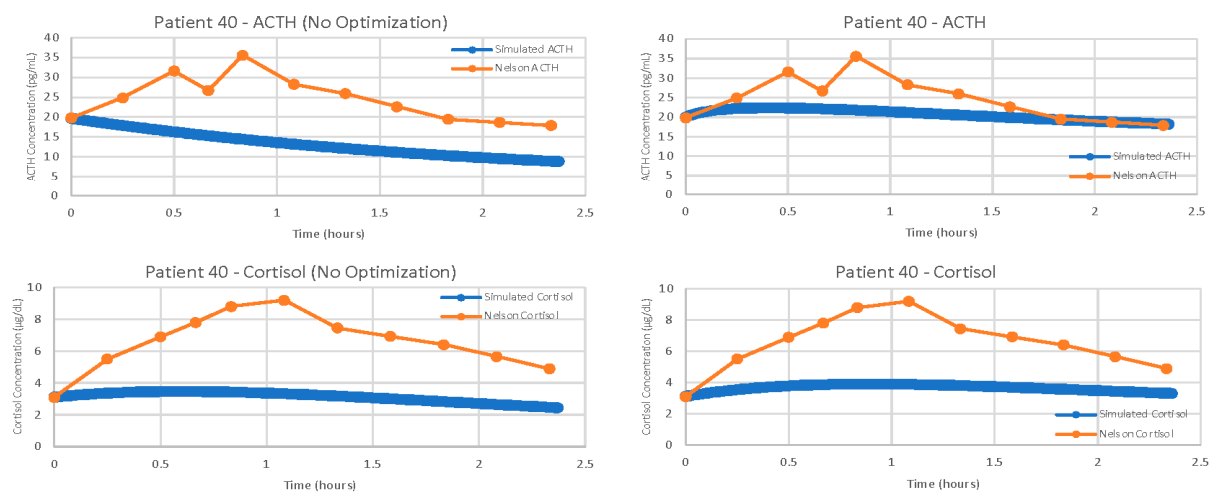 Patient 40 - ACTH (No Optimization)
ACTH Concentration (pg/mL)
40
35
30
25
20
15
10
5
0
Simulated ACTH
Nelson ACTH
0
0.5
1
1.5
2
2.5
Time (hours)
Patient 40 - ACTH
ACTH Concentration (pg/mL)
40
35
30
25
20
15
10
5
0
Simulated ACTH
Nelson ACTH
0
0.5
1
1.5
2
2.5
Time (hours)
Patient 40 - Cortisol (No Optimization)
Cortisol Concentration (µg/dL)
10
8
6
4
2
0
Simulated Cortisol
Nelson Cortisol
0
0.5
1
1.5
2
2.5
Time (hours)
Patient 40 - Cortisol
Cortisol Concentration (µg/dL)
10
8
6
4
2
0
Simulated Cortisol
Nelson Cortisol
0
0.5
1
1.5
2
2.5
Time (hours)